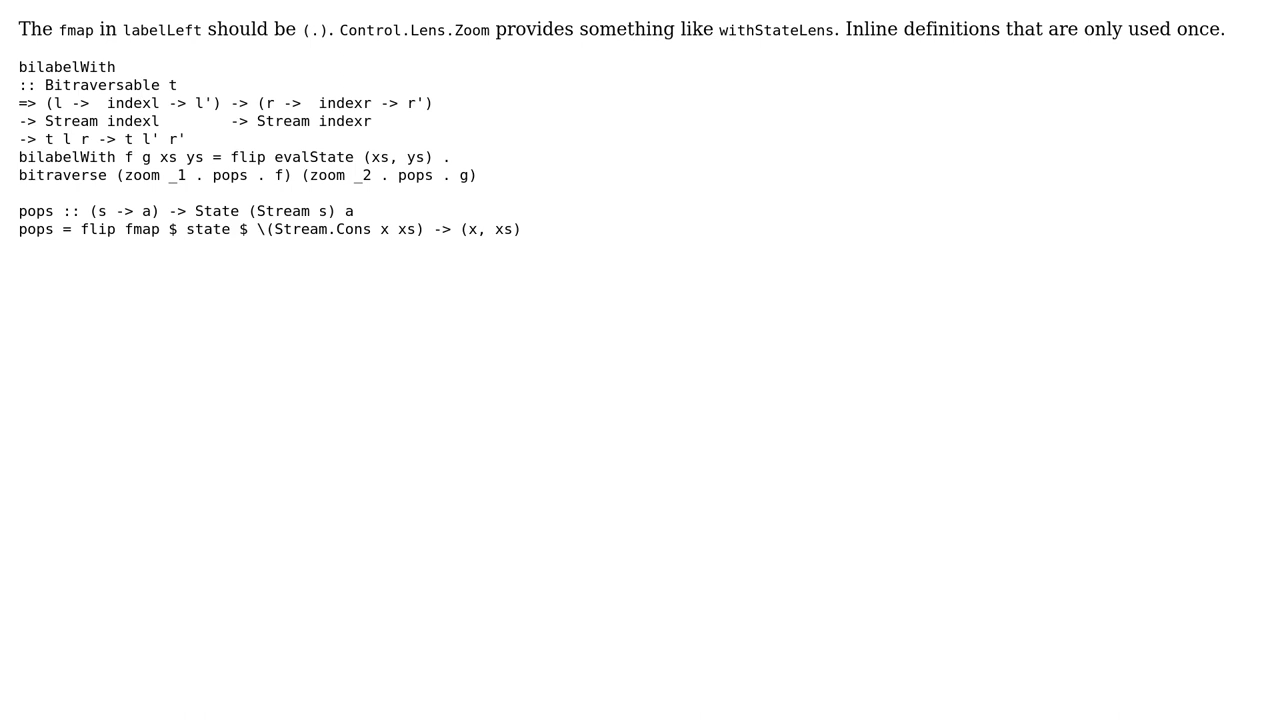 The fmap in labelLeft should be (.). Control.Lens.Zoom provides something like withStateLens. Inline definitions that are only used once.
bilabelWith
:: Bitraversable t
=> (l ->  indexl -> l') -> (r ->  indexr -> r')
-> Stream indexl        -> Stream indexr
-> t l r -> t l' r'
bilabelWith f g xs ys = flip evalState (xs, ys) .
bitraverse (zoom _1 . pops . f) (zoom _2 . pops . g)
pops :: (s -> a) -> State (Stream s) a
pops = flip fmap $ state $ \(Stream.Cons x xs) -> (x, xs)